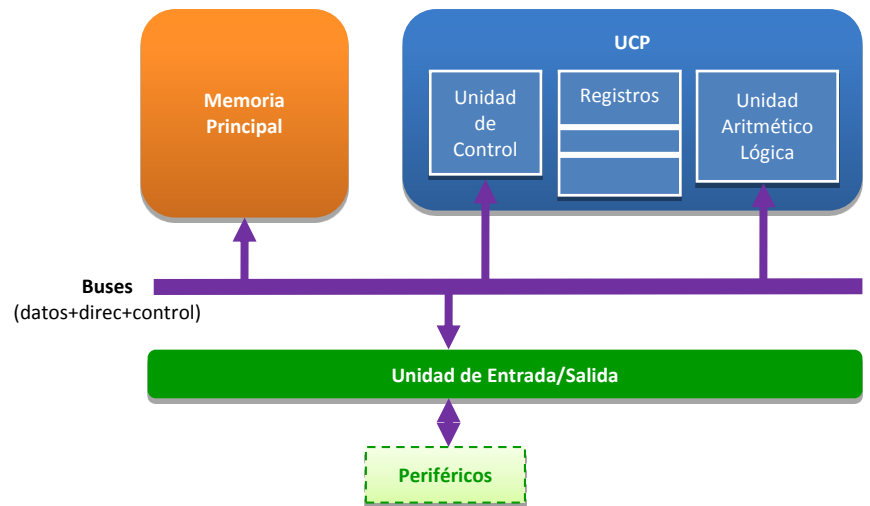 Memoria
Principal
UCP
Unidad
de
Control
Registros
Unidad
Aritmético
Lógica
Buses
(datos+direc+control)
Unidad de Entrada/Salida
Periféricos